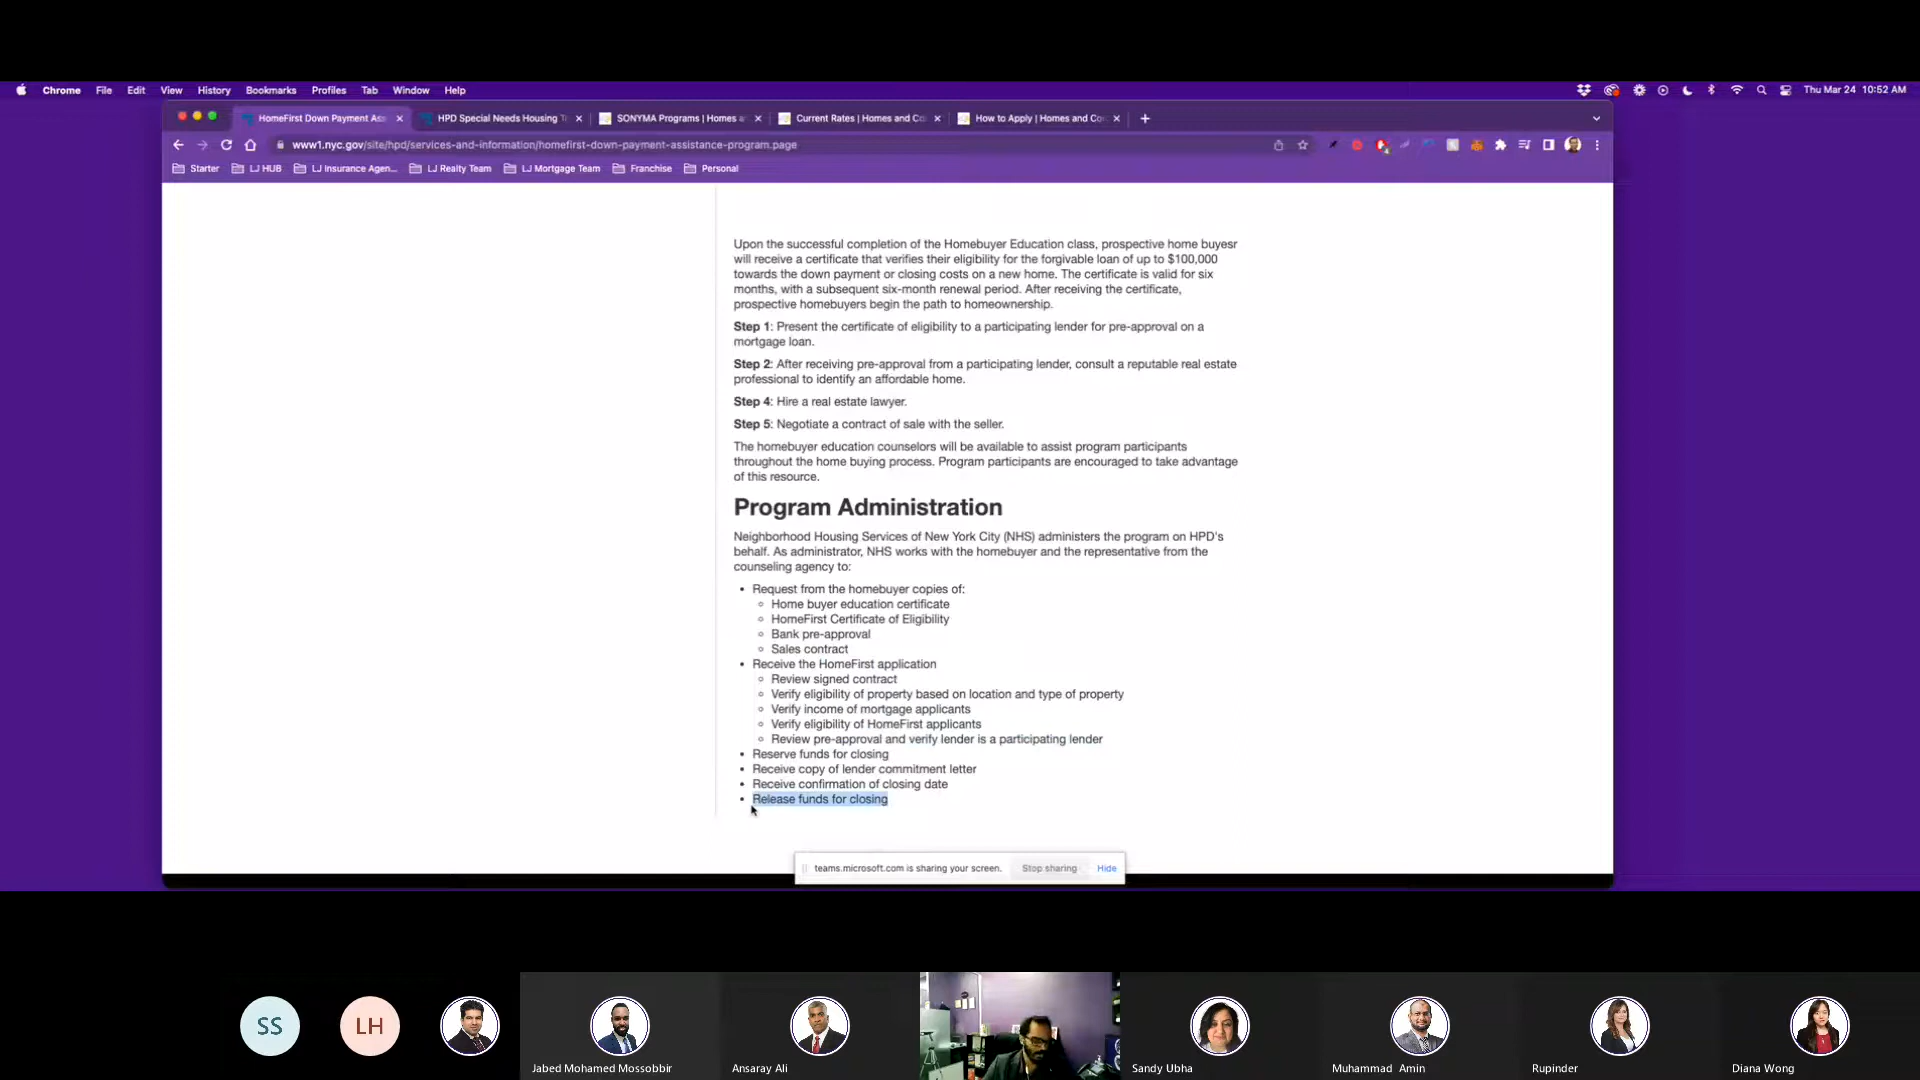 Chrome File Edit View History Bookmarks Profiles Tab Window Help
Thu Mar 24 10:52 AM
HomeFirst Down Payment Ass
HPD Special Needs Housing T
SONYMA Programs | Homes a
Current Rates | Homes and Co
How to Apply | Homes and Co
www1.nyc.gov/site/hpd/services-and-information/homefirst-down-payment-assistance-program.page
Starter LJ HUB LJ Insurance Agen... LJ Realty Team LJ Mortgage Team Franchise Personal
Upon the successful completion of the Homebuyer Education class, prospective home buyesr
will receive a certificate that verifies their eligibility for the forgivable loan of up to $100,000
towards the down payment or closing costs on a new home. The certificate is valid for six
months, with a subsequent six-month renewal period. After receiving the certificate,
prospective homebuyers begin the path to homeownership.
Step 1: Present the certificate of eligibility to a participating lender for pre-approval on a
mortgage loan.
Step 2: After receiving pre-approval from a participating lender, consult a reputable real estate
professional to identify an affordable home.
Step 4: Hire a real estate lawyer.
Step 5: Negotiate a contract of sale with the seller.
The homebuyer education counselors will be available to assist program participants
throughout the home buying process. Program participants are encouraged to take advantage
of this resource.
Program Administration
Neighborhood Housing Services of New York City (NHS) administers the program on HPD's
behalf. As administrator, NHS works with the homebuyer and the representative from the
counseling agency to:
• Request from the homebuyer copies of:
◦ Home buyer education certificate
◦ HomeFirst Certificate of Eligibility
◦ Bank pre-approval
◦ Sales contract
• Receive the HomeFirst application
◦ Review signed contract
◦ Verify eligibility of property based on location and type of property
◦ Verify income of mortgage applicants
◦ Verify eligibility of HomeFirst applicants
◦ Review pre-approval and verify lender is a participating lender
• Reserve funds for closing
• Receive copy of lender commitment letter
• Receive confirmation of closing date
• Release funds for closing
teams.microsoft.com is sharing your screen. Stop sharing Hide
SS LH
Jabed Mohamed Mossobbir Ansaray Ali Sandy Ubha Muhammad Amin Rupinder Diana Wong